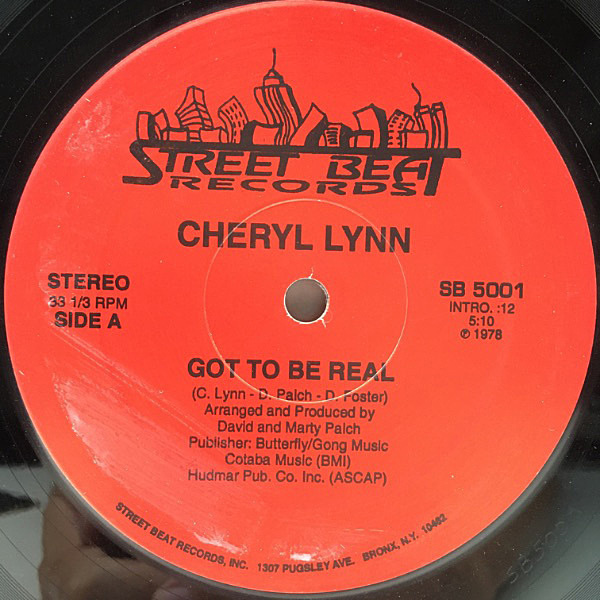 STREET BEAT
RECORDS
CHERYL LYNN
STEREO
33 1/3 RPM
SIDE A
SB 5001
INTRO. :12
5:10
℗ 1978
GOT TO BE REAL
(C. Lynn - D. Paich - D. Foster)
Arranged and Produced by
David and Marty Paich
Publisher: Butterfly/Gong Music
Cotaba Music (BMI)
Hudmar Pub. Co. Inc. (ASCAP)
STREET BEAT RECORDS, INC. 1307 PUGSLEY AVE. BRONX, N.Y. 10462